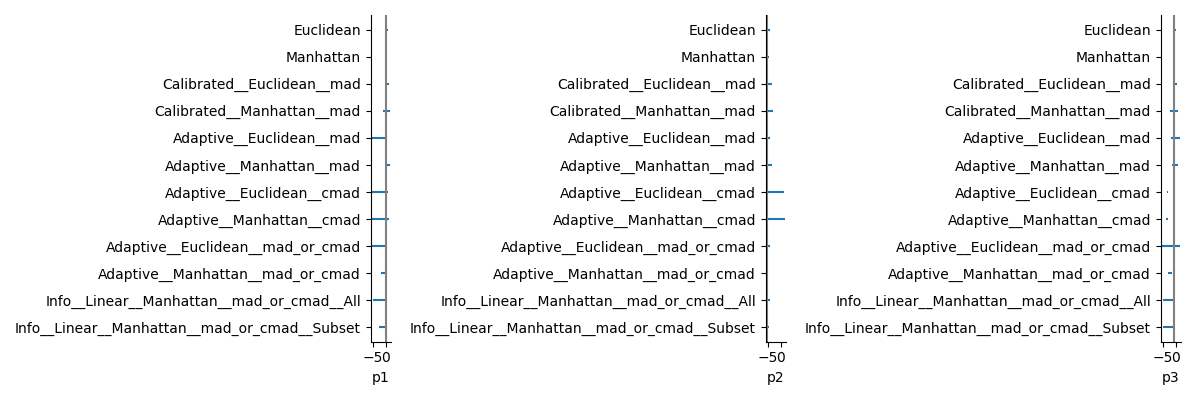 Euclidean
Manhattan
Calibrated__Euclidean__mad
Calibrated__Manhattan__mad
Adaptive__Euclidean__mad
Adaptive__Manhattan__mad
Adaptive__Euclidean__cmad
Adaptive__Manhattan__cmad
Adaptive__Euclidean__mad_or_cmad
Adaptive__Manhattan__mad_or_cmad
Info__Linear__Manhattan__mad_or_cmad__All
Info__Linear__Manhattan__mad_or_cmad__Subset
−50
p1
Euclidean
Manhattan
Calibrated__Euclidean__mad
Calibrated__Manhattan__mad
Adaptive__Euclidean__mad
Adaptive__Manhattan__mad
Adaptive__Euclidean__cmad
Adaptive__Manhattan__cmad
Adaptive__Euclidean__mad_or_cmad
Adaptive__Manhattan__mad_or_cmad
Info__Linear__Manhattan__mad_or_cmad__All
Info__Linear__Manhattan__mad_or_cmad__Subset
−50
p2
Euclidean
Manhattan
Calibrated__Euclidean__mad
Calibrated__Manhattan__mad
Adaptive__Euclidean__mad
Adaptive__Manhattan__mad
Adaptive__Euclidean__cmad
Adaptive__Manhattan__cmad
Adaptive__Euclidean__mad_or_cmad
Adaptive__Manhattan__mad_or_cmad
Info__Linear__Manhattan__mad_or_cmad__All
Info__Linear__Manhattan__mad_or_cmad__Subset
−50
p3